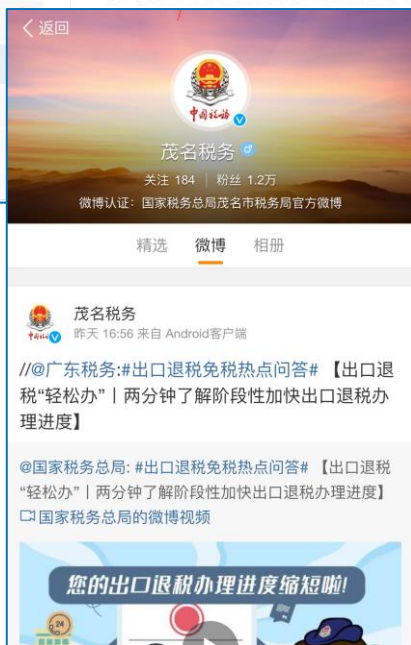 返回
中国税务
茂名税务
关注 184 | 粉丝 1.2万
微博认证：国家税务总局茂名市税务局官方微博
精选 微博 相册
茂名税务
昨天 16:56 来自 Android客户端
//@广东税务:#出口退税免税热点问答# 【出口退
税“轻松办”丨两分钟了解阶段性加快出口退税办
理进度】
@国家税务总局: #出口退税免税热点问答# 【出口退税
“轻松办”丨两分钟了解阶段性加快出口退税办理进度】
国家税务总局的微博视频
您的出口退税办理进度缩短啦!
24